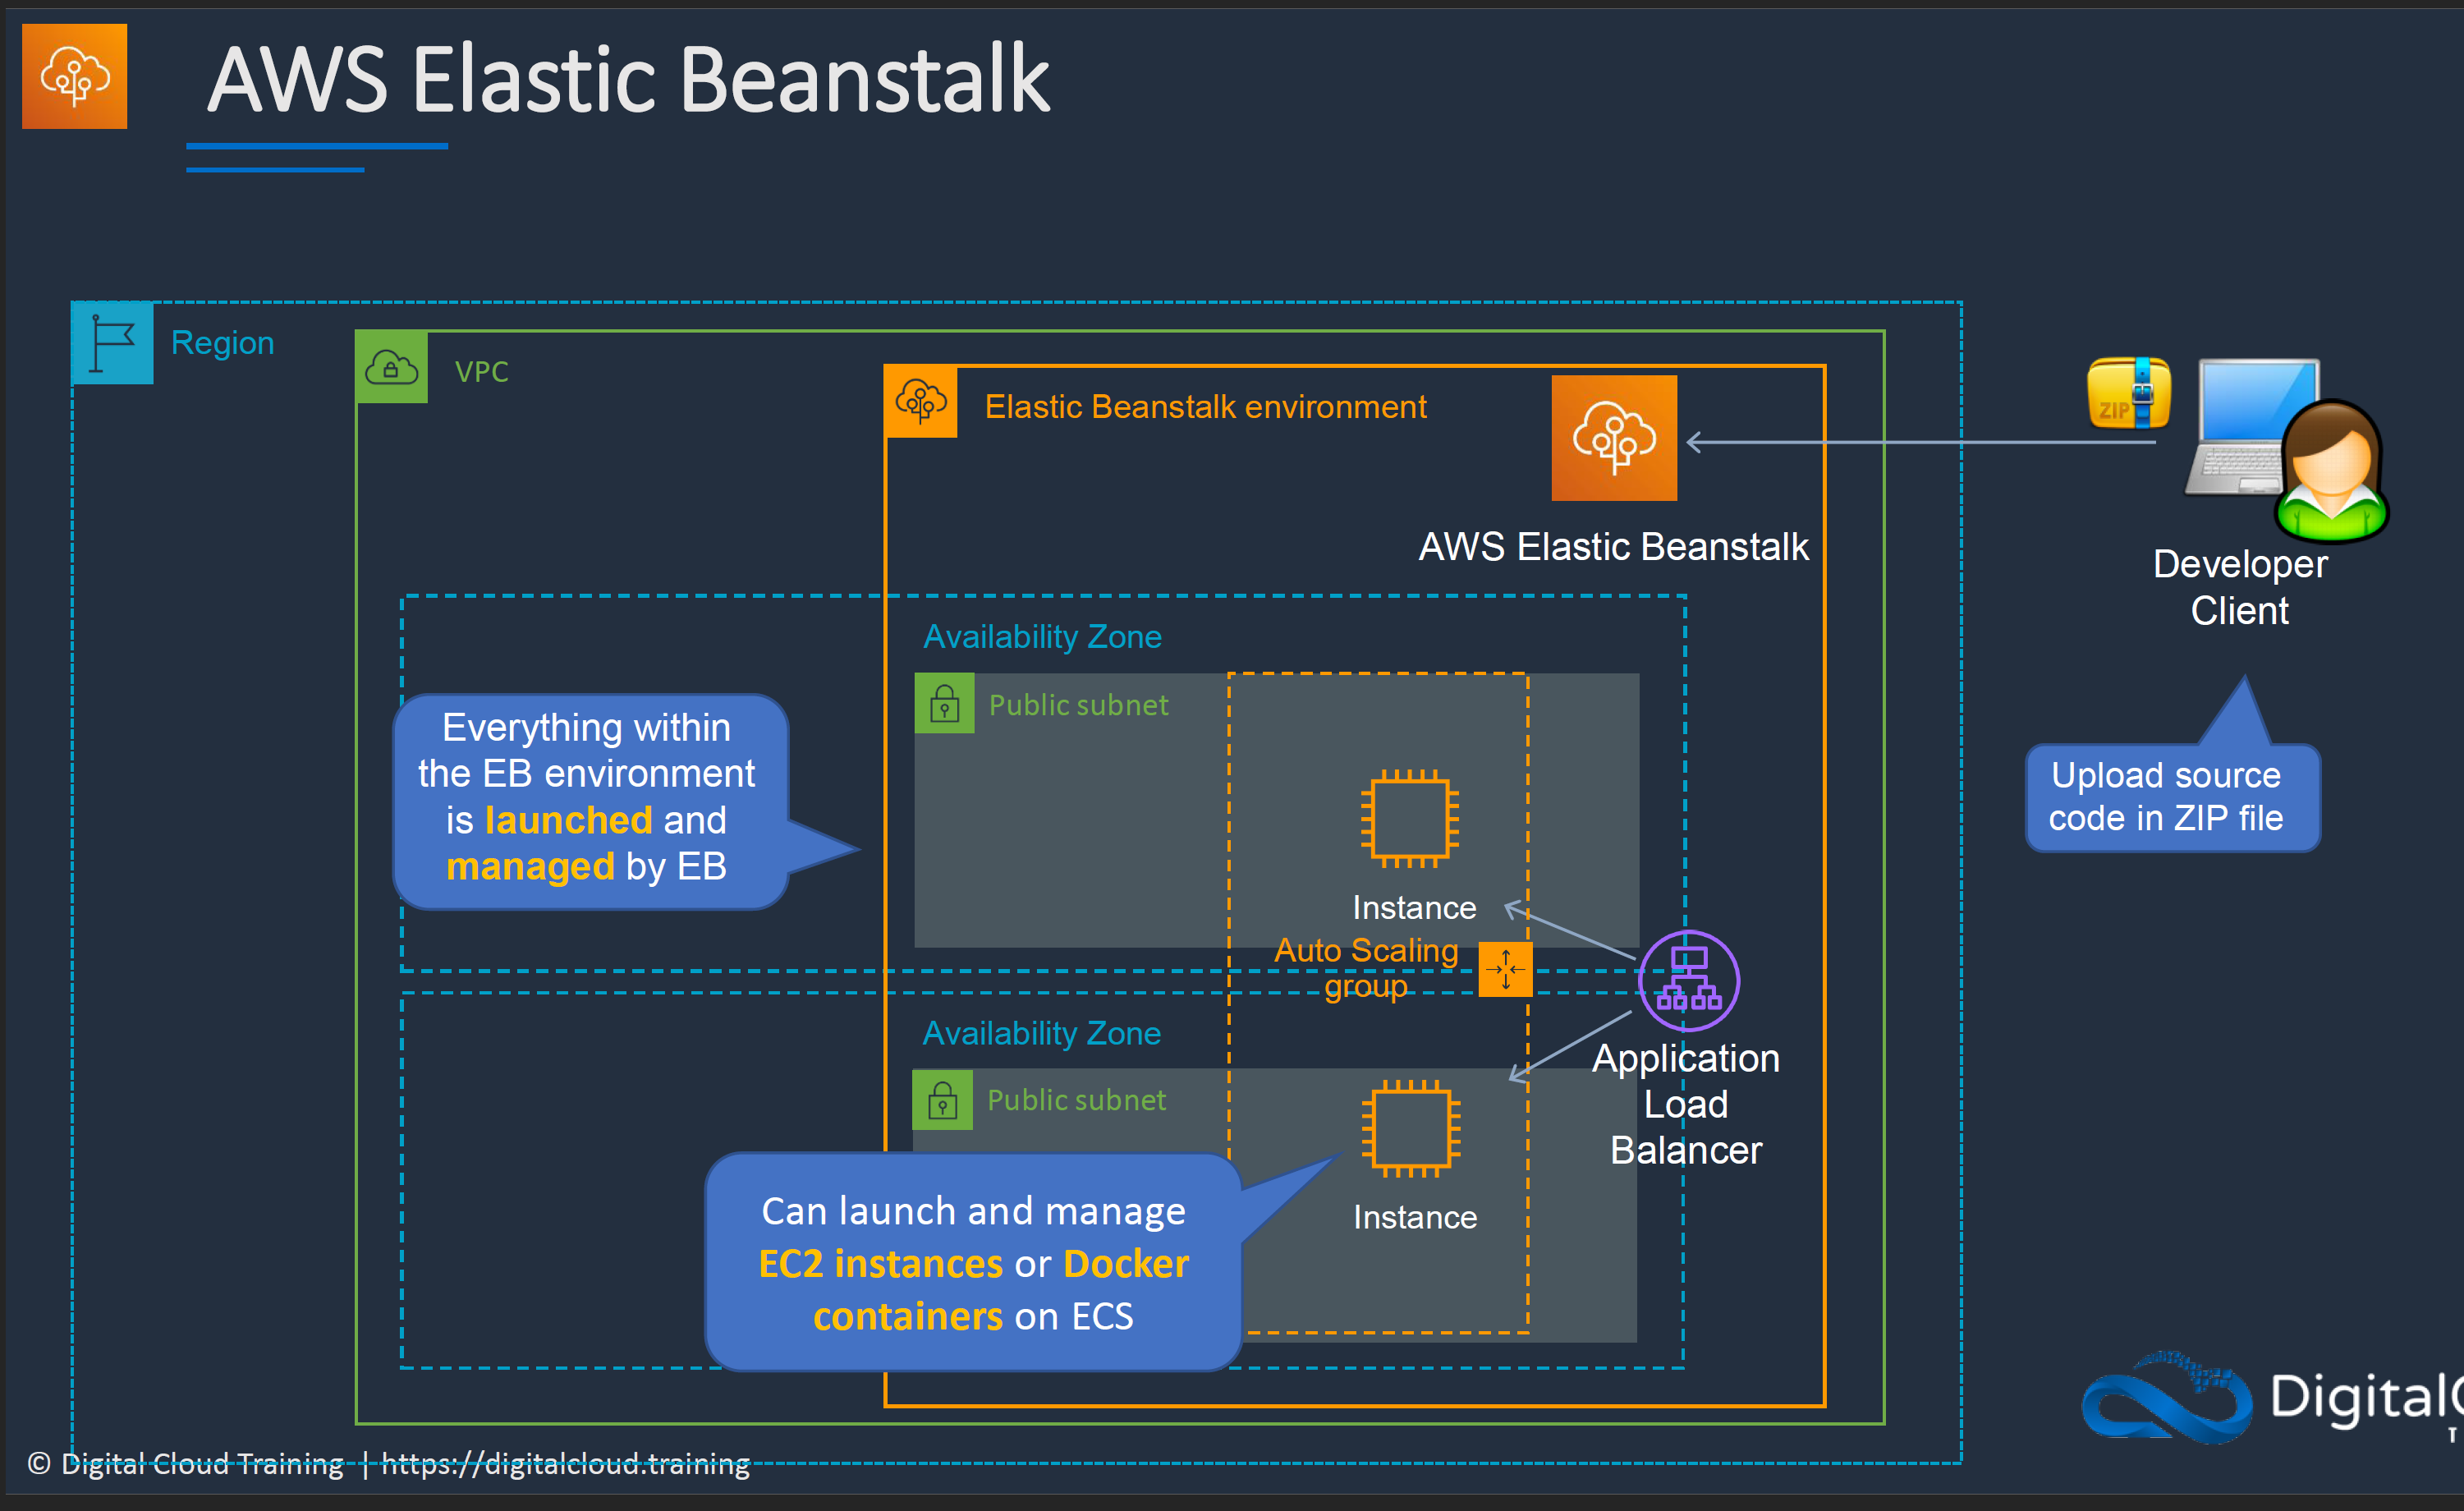 AWS Elastic Beanstalk
Region
VPC
Elastic Beanstalk environment
ZIP
AWS Elastic Beanstalk
Developer
Client
Availability Zone
Public subnet
Everything within
the EB environment
is launched and
managed by EB
Upload source
code in ZIP file
Instance
Auto Scaling
group
Availability Zone
Public subnet
Application
Load
Balancer
Can launch and manage
EC2 instances or Docker
containers on ECS
Instance
DigitalC
T
© Digital Cloud Training | https://digitalcloud.training